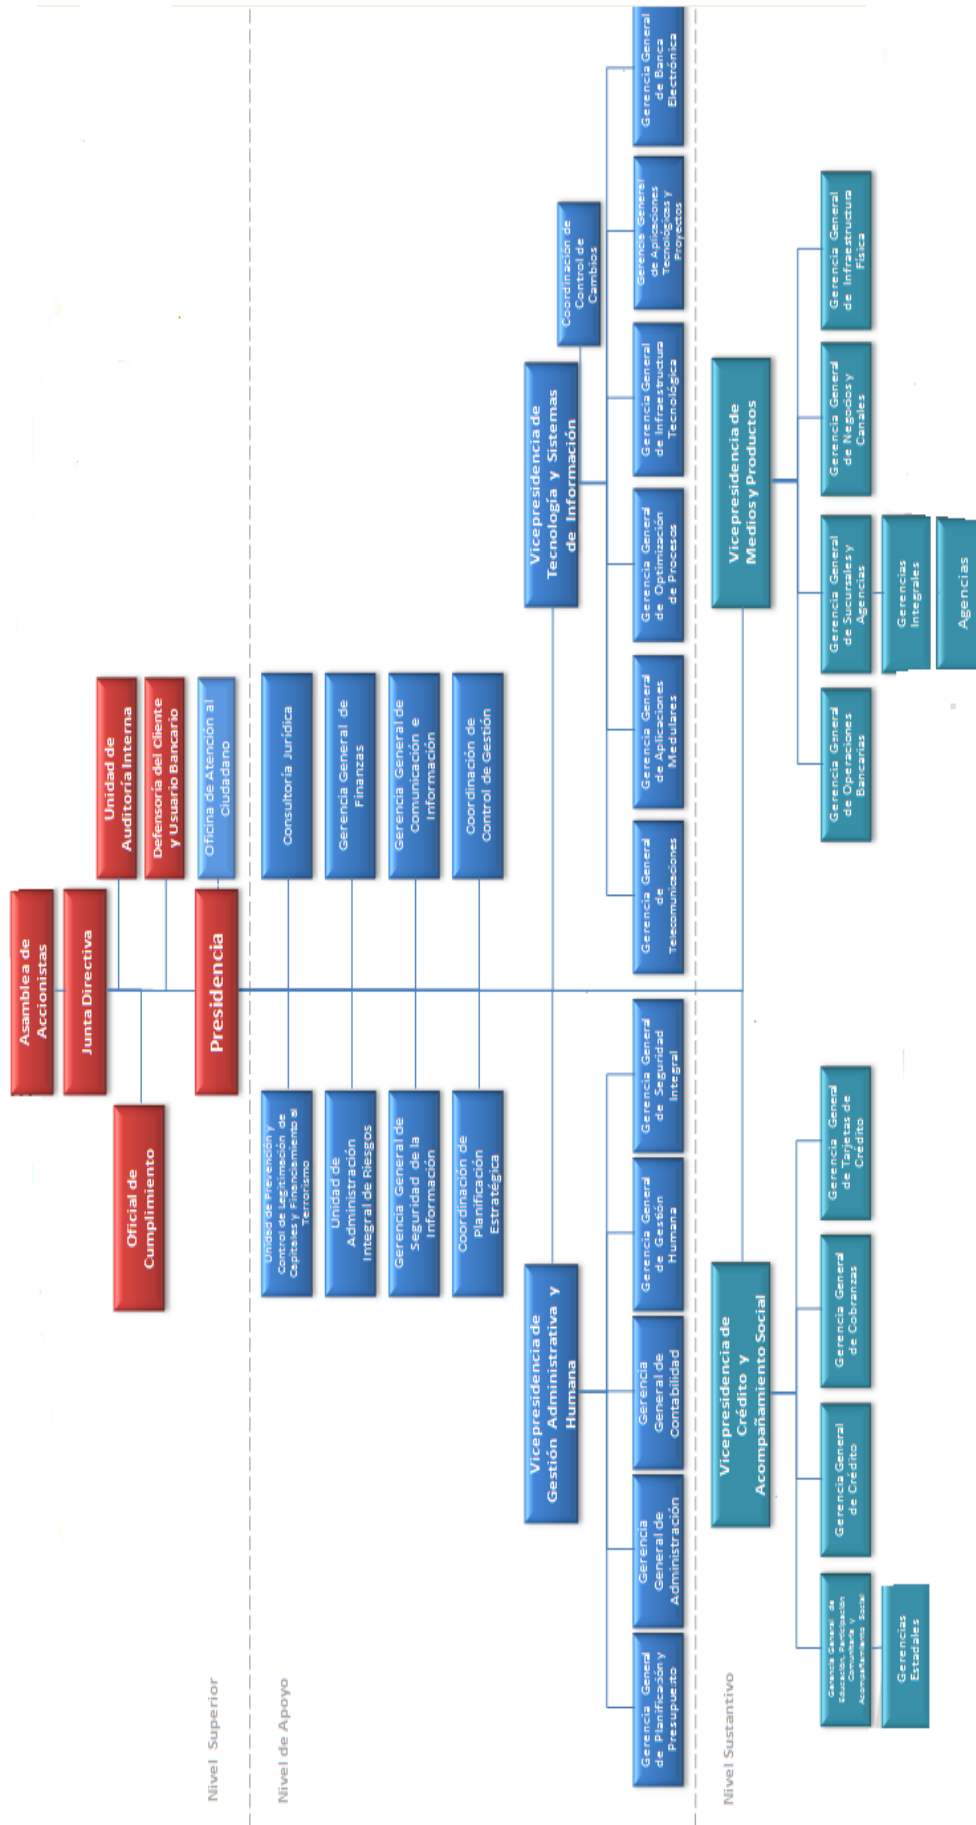 Asamblea de
Accionistas
Junta Directiva
Unidad de
Auditoría Interna
Defensoría del Cliente
y Usuario Bancario
Oficial de
Cumplimiento
Oficina de Atención al
ciudadano
Presidencia
Nivel Superior
Nivel de Apoyo
Unidad de Prevención y
Control de Legitimación de
Capitales y Financiamiento al
Terrorismo
Consultoría Jurídica
Unidad de
Administración
Integral de Riesgos
Gerencia General de
Finanzas
Gerencia General de
Seguridad de la
Información
Gerencia General de
Comunicación e
Información
Coordinación de
Planificación
Estratégica
Coordinación de
Control de Gestión
Vicepresidencia de
Gestión Administrativa y
Humana
Vicepresidencia de
Tecnología y Sistemas
de Información
Coordinación de
Control de
Cambios
Gerencia General
de Planificación y
Presupuesto
Gerencia
General de
Administración
Gerencia
General de
Contabilidad
Gerencia General
de Gestión
Humana
Gerencia General
de Seguridad
Integral
Gerencia General
de
Telecomunicaciones
Gerencia General
de Aplicaciones
Medulares
Gerencia General
de Optimización
de Procesos
Gerencia General
de Infraestructura
Tecnológica
Gerencia General
de Aplicaciones
Tecnológicas y
Proyectos
Gerencia General
de Banca
Electrónica
Nivel Sustantivo
Vicepresidencia de
Crédito y
Acompañamiento Social
Vicepresidencia de
Medios y Productos
Gerencia General de
Educación, Participación
Comunitaria y
Acompañamiento Social
Gerencia General
de Crédito
Gerencia General
de Cobranzas
Gerencia General
de Tarjetas de
Crédito
Gerencia General
de Operaciones
Bancarias
Gerencia General
de Sucursales y
Agencias
Gerencia General
de Negocios y
Canales
Gerencia General
de Infraestructura
Física
Gerencias
Estadales
Gerencias
Integrales
Agencias